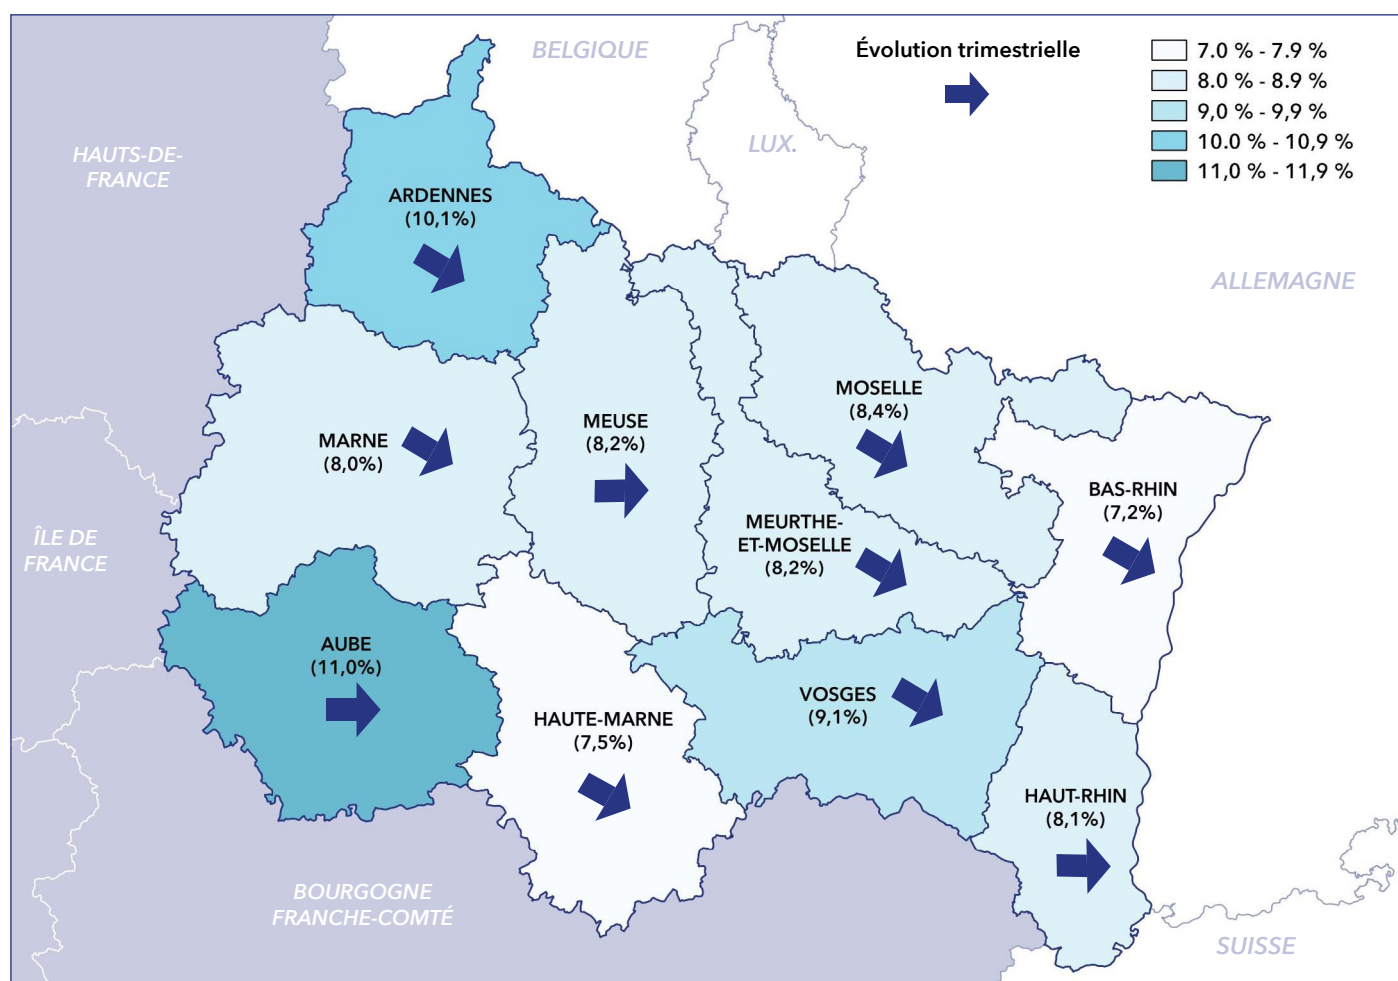 BELGIQUE
Évolution trimestrielle
7.0 % - 7.9 %
8.0 % - 8.9 %
9,0 % - 9,9 %
10.0 % - 10,9 %
11,0 % - 11,9 %
HAUTS-DE-
FRANCE
LUX.
ARDENNES
(10,1%)
ALLEMAGNE
MOSELLE
(8,4%)
MEUSE
(8,2%)
MARNE
(8,0%)
BAS-RHIN
(7,2%)
MEURTHE-
ET-MOSELLE
(8,2%)
ÎLE DE
FRANCE
AUBE
(11,0%)
VOSGES
(9,1%)
HAUTE-MARNE
(7,5%)
HAUT-RHIN
(8,1%)
BOURGOGNE
FRANCHE-COMTÉ
SUISSE